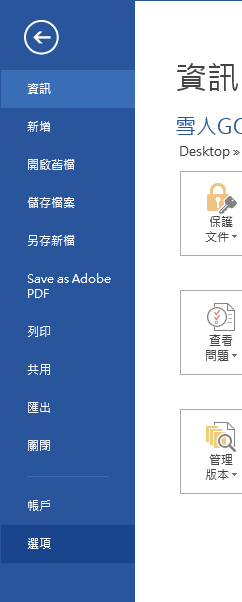 資訊
新增
開啟舊檔
儲存檔案
另存新檔
Save as Adobe
PDF
列印
共用
匯出
關閉
帳戶
選項
資訊
雪人GO
Desktop »
保護
文件
查看
問題
管理
版本